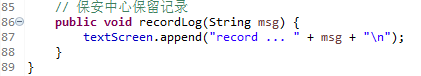 85 // 保安中心保留记录
86 public void recordLog(String msg) {
87 textScreen.append("record ... " + msg + "\n");
88 }
89 }